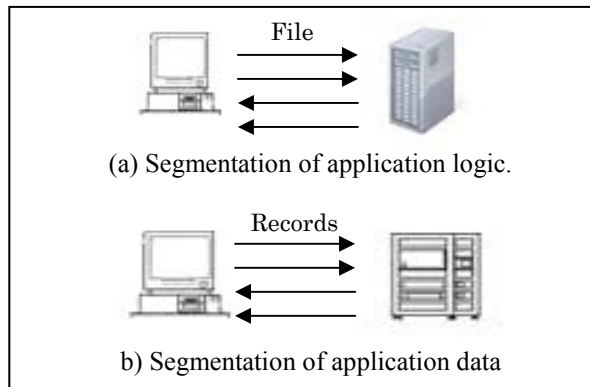 File
(a) Segmentation of application logic.
Records
b) Segmentation of application data